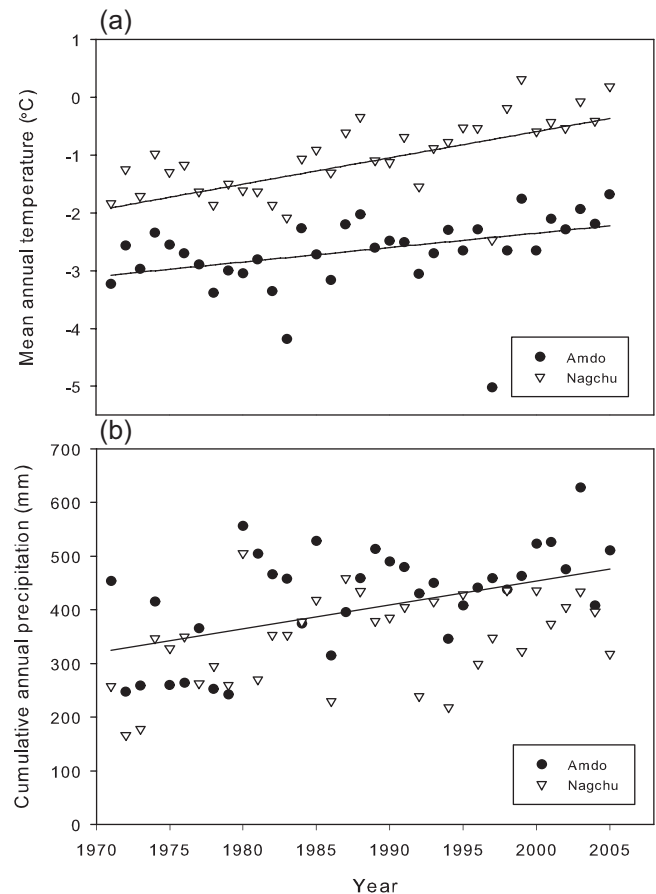 (a)
1
0
-1
-2
-3
-4
-5
Mean annual temperature (°C)
Amdo
Nagchu
(b)
700
600
500
400
300
200
100
0
Cumulative annual precipitation (mm)
Amdo
Nagchu
1970 1975 1980 1985 1990 1995 2000 2005
Year